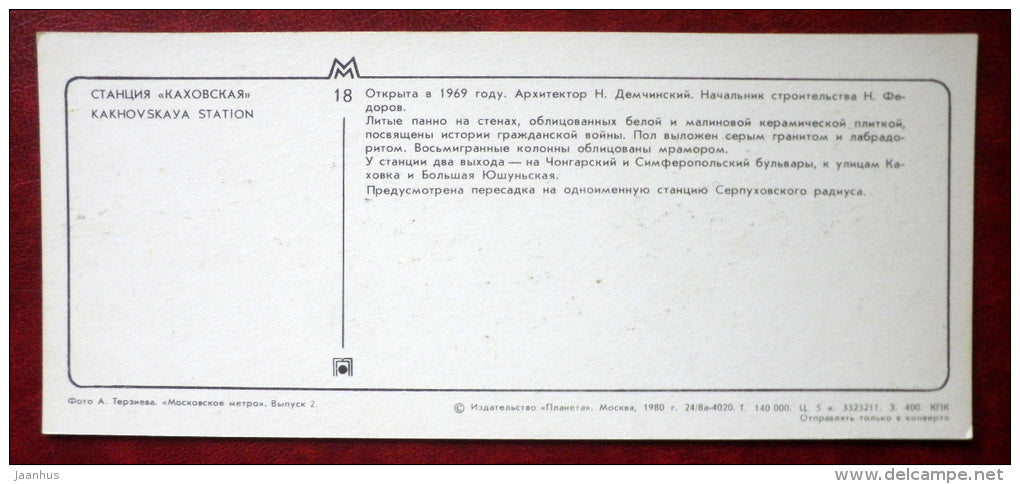 СТАНЦИЯ «КАХОВСКАЯ»
KAKHOVSKAYA STATION
18
Открыта в 1969 году. Архитектор Н. Демчинский. Начальник строительства Н. Фе-
доров.
Литые панно на стенах, облицованных белой и малиновой керамической плиткой,
посвящены истории гражданской войны. Пол выложен серым гранитом и лабрадо-
ритом. Восьмигранные колонны облицованы мрамором.
У станции два выхода — на Чонгарский и Симферопольский бульвары, к улицам Ка-
ховка и Большая Юшуньская.
Предусмотрена пересадка на одноименную станцию Серпуховского радиуса.
Фото А. Терзиева. «Московское метро». Выпуск 2.
© Издательство «Планета». Москва, 1980 г. 24/8а-4020. Т. 140 000. Ц. 5 к. 3323211. З. 400. КПК
Отправлять только в конверте
jaanhus
www.delcampe.net